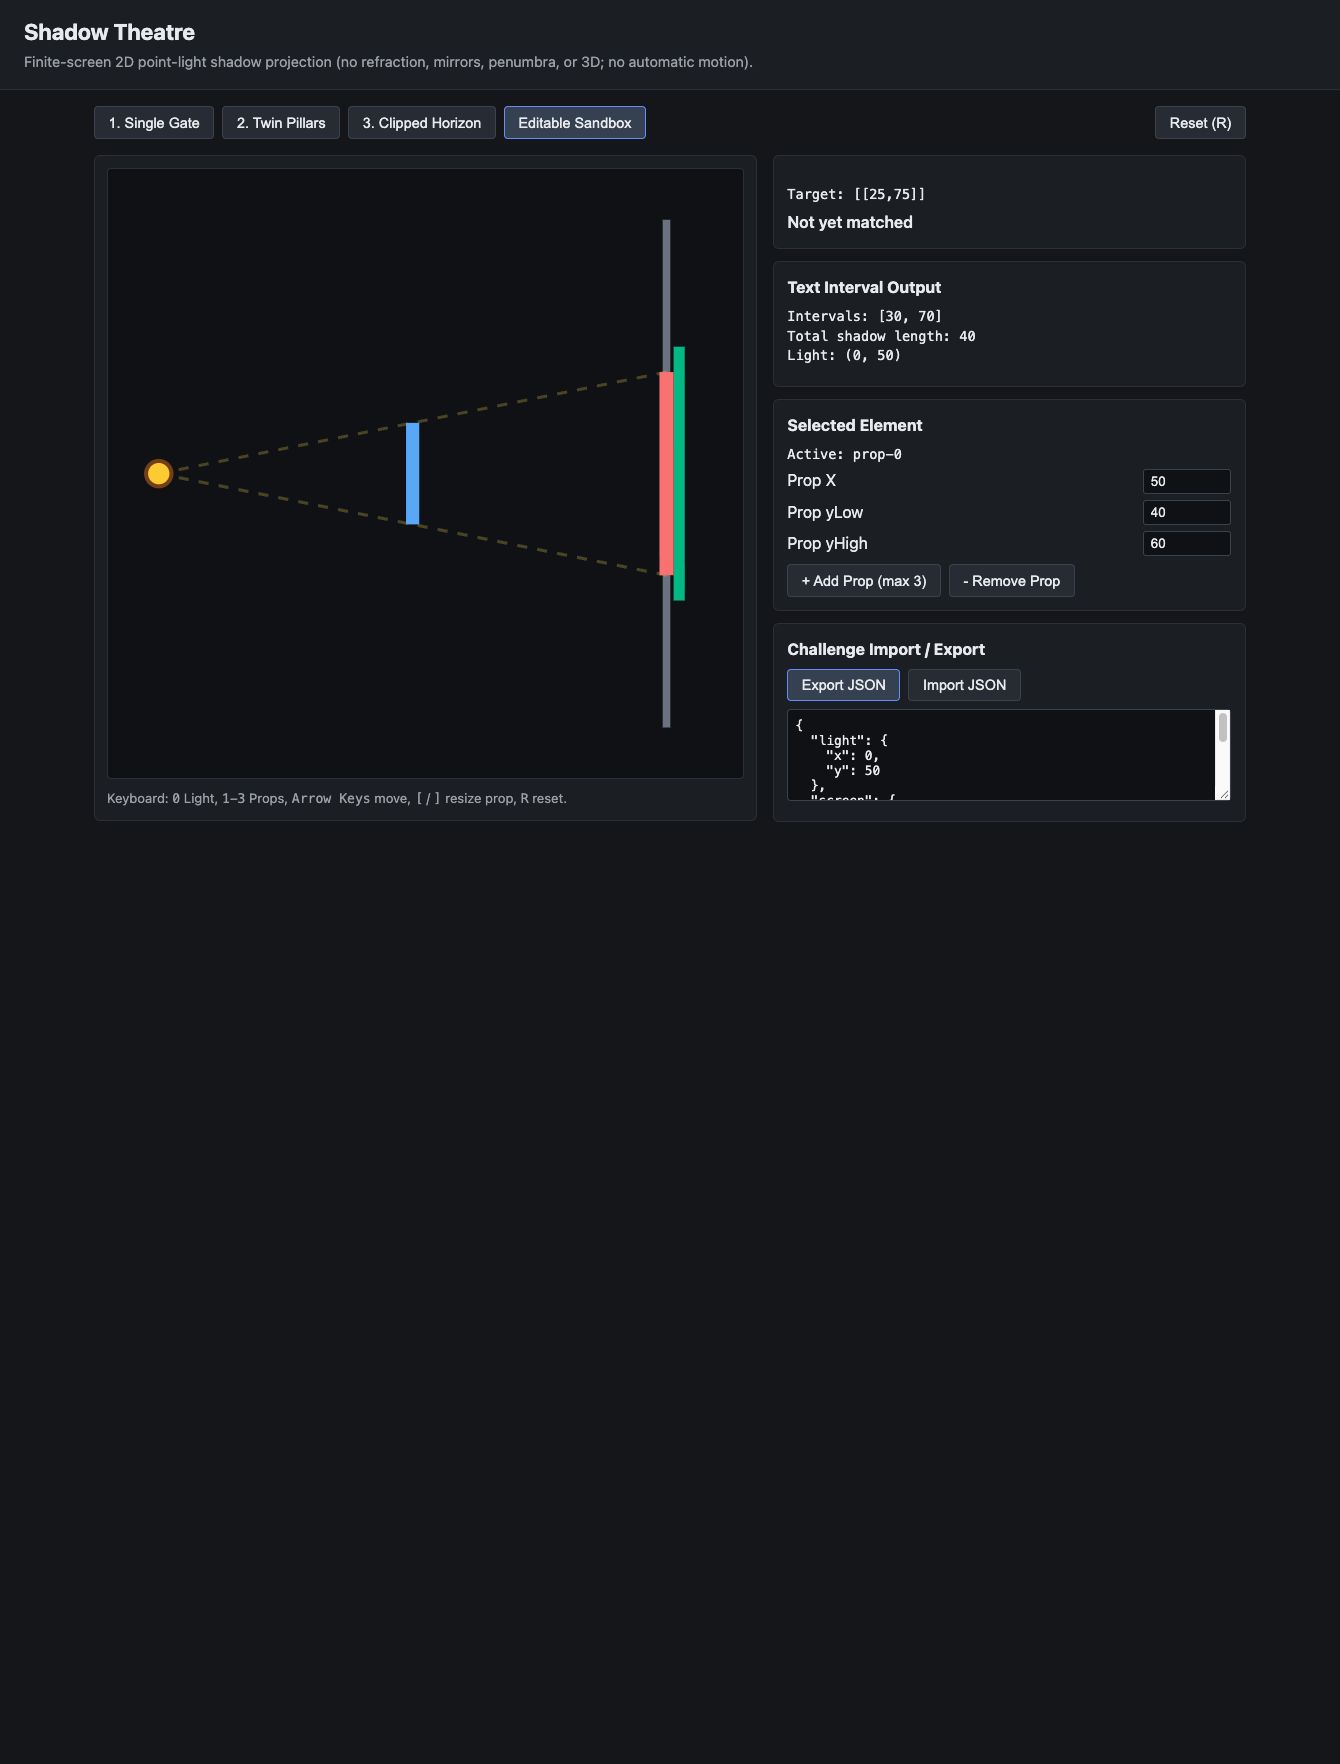 Shadow Theatre
Finite-screen 2D point-light shadow projection (no refraction, mirrors, penumbra, or 3D; no automatic motion).
1. Single Gate
2. Twin Pillars
3. Clipped Horizon
Editable Sandbox
Reset (R)
Keyboard: 0 Light, 1–3 Props, Arrow Keys move, [ / ] resize prop, R reset.
Target: [[25,75]]
Not yet matched
Text Interval Output
Intervals: [30, 70]
Total shadow length: 40
Light: (0, 50)
Selected Element
Active: prop-0
Prop X
50
Prop yLow
40
Prop yHigh
60
+ Add Prop (max 3)
- Remove Prop
Challenge Import / Export
Export JSON
Import JSON
{
"light": {
"x": 0,
"y": 50
},
"screen": {